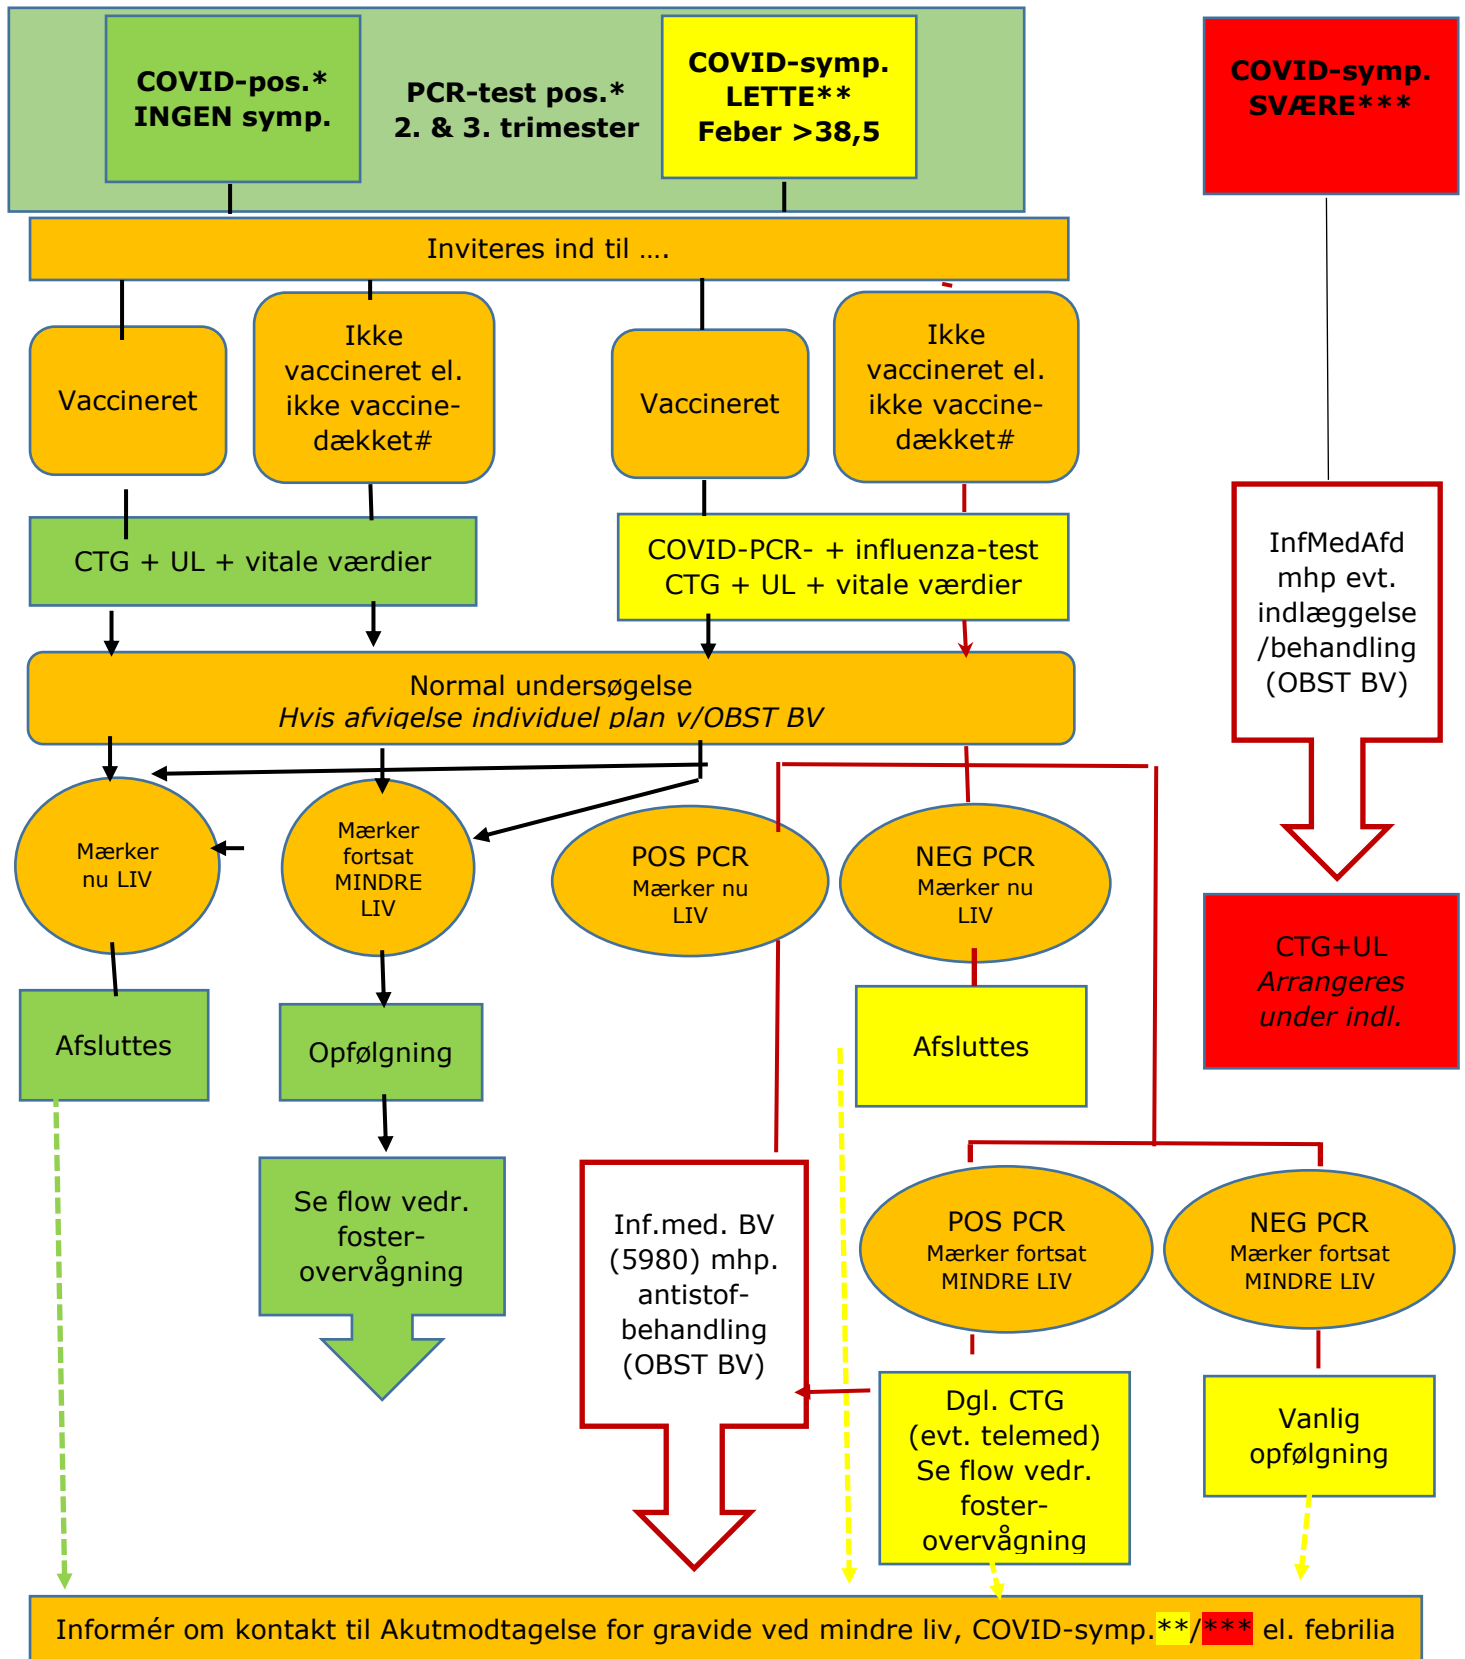 COVID-pos.*
INGEN symp.
PCR-test pos.*
2. & 3. trimester
COVID-symp.
LETTE**
Feber >38,5
COVID-symp.
SVÆRE***
Inviteres ind til ….
Vaccineret
Ikke
vaccineret el.
ikke vaccine-
dækket#
Vaccineret
Ikke
vaccineret el.
ikke vaccine-
dækket#
CTG + UL + vitale værdier
COVID-PCR- + influenza-test
CTG + UL + vitale værdier
InfMedAfd
mhp evt.
indlæggelse
/behandling
(OBST BV)
Normal undersøgelse
Hvis afvigelse individuel plan v/OBST BV
Mærker
nu LIV
Mærker
fortsat
MINDRE
LIV
POS PCR
Mærker nu
LIV
NEG PCR
Mærker nu
LIV
CTG+UL
Arrangeres
under indl.
Afsluttes
Opfølgning
Afsluttes
Se flow vedr.
foster-
overvågning
Inf.med. BV
(5980) mhp.
antistof-
behandling
(OBST BV)
POS PCR
Mærker fortsat
MINDRE LIV
NEG PCR
Mærker fortsat
MINDRE LIV
Dgl. CTG
(evt. telemed)
Se flow vedr.
foster-
overvågning
Vanlig
opfølgning
Informér om kontakt til Akutmodtagelse for gravide ved mindre liv, COVID-symp.**/*** el. febrilia